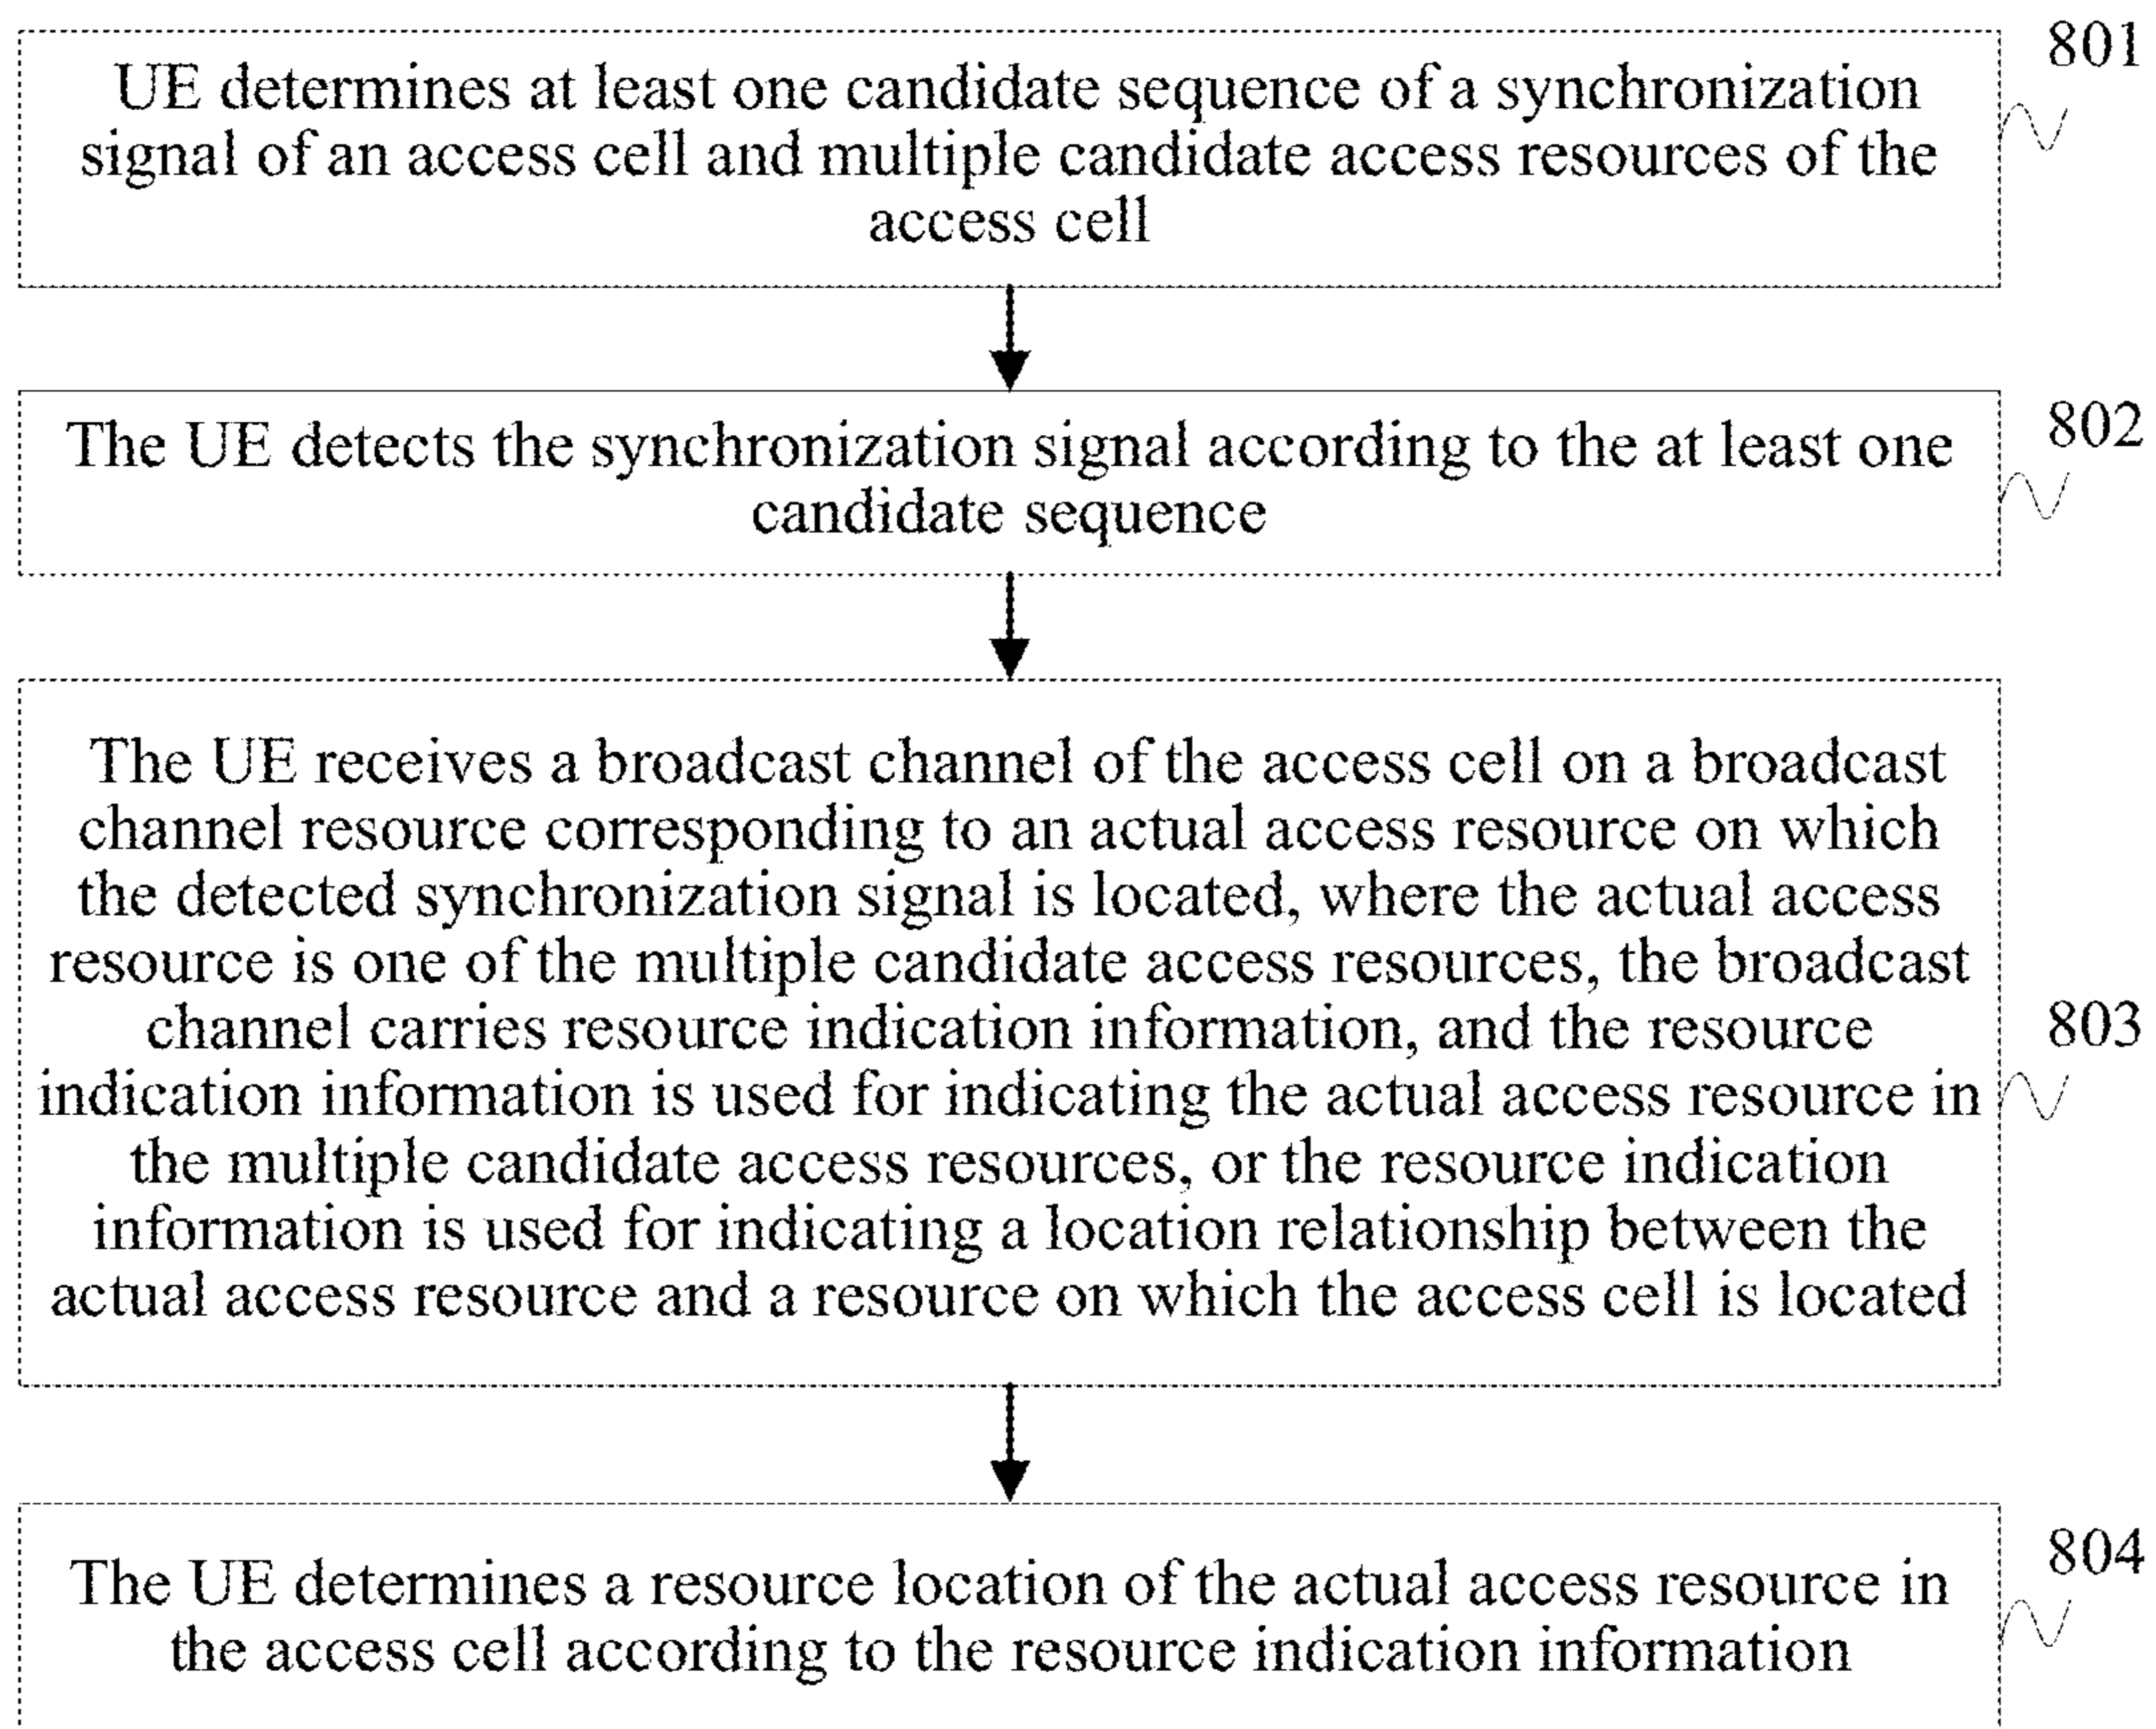 801
UE determines at least one candidate sequence of a synchronization
signal of an access cell and multiple candidate access resources of the
access cell
802
The UE detects the synchronization signal according to the at least one
candidate sequence
The UE receives a broadcast channel of the access cell on a broadcast
channel resource corresponding to an actual access resource on which
the detected synchronization signal is located, where the actual access
resource is one of the multiple candidate access resources, the broadcast
channel carries resource indication information, and the resource
803
indication information is used for indicating the actual access resource in
the multiple candidate access resources, or the resource indication
information is used for indicating a location relationship between the
actual access resource and a resource on which the access cell is located
804
The UE determines a resource location of the actual access resource in
the access cell according to the resource indication information